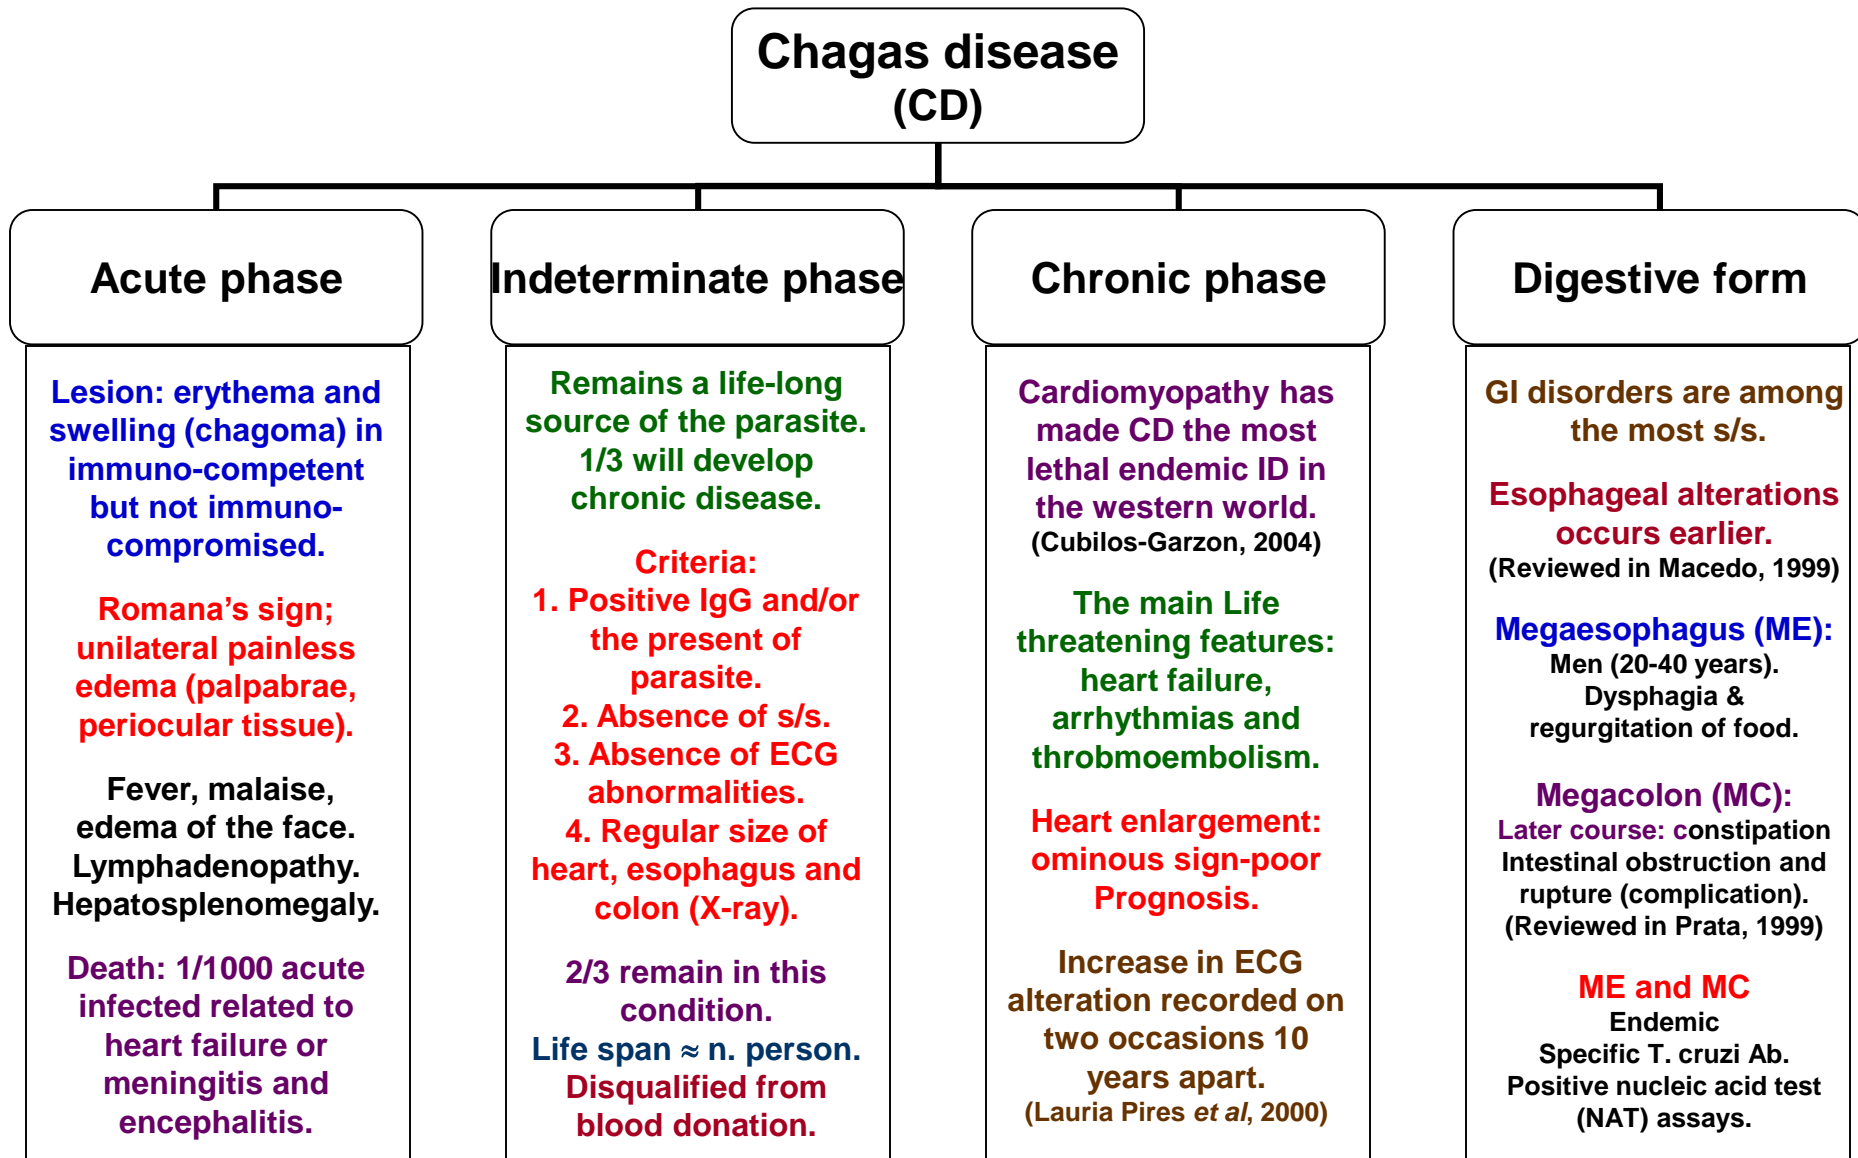 Chagas disease
(CD)
Acute phase
Lesion: erythema and
swelling (chagoma) in
immuno-competent
but not immuno-
compromised.
Romana’s sign;
unilateral painless
edema (palpabrae,
periocular tissue).
Fever, malaise,
edema of the face.
Lymphadenopathy.
Hepatosplenomegaly.
Death: 1/1000 acute
infected related to
heart failure or
meningitis and
encephalitis.
Indeterminate phase
Remains a life-long
source of the parasite.
1/3 will develop
chronic disease.
Criteria:
1. Positive IgG and/or
the present of
parasite.
2. Absence of s/s.
3. Absence of ECG
abnormalities.
4. Regular size of
heart, esophagus and
colon (X-ray).
2/3 remain in this
condition.
Life span ≈ n. person.
Disqualified from
blood donation.
Chronic phase
Cardiomyopathy has
made CD the most
lethal endemic ID in
the western world.
(Cubilos-Garzon, 2004)
The main Life
threatening features:
heart failure,
arrhythmias and
throbmoembolism.
Heart enlargement:
ominous sign-poor
Prognosis.
Increase in ECG
alteration recorded on
two occasions 10
years apart.
(Lauria Pires et al, 2000)
Digestive form
GI disorders are among
the most s/s.
Esophageal alterations
occurs earlier.
(Reviewed in Macedo, 1999)
Megaesophagus (ME):
Men (20-40 years).
Dysphagia &
regurgitation of food.
Megacolon (MC):
Later course: constipation
Intestinal obstruction and
rupture (complication).
(Reviewed in Prata, 1999)
ME and MC
Endemic
Specific T. cruzi Ab.
Positive nucleic acid test
(NAT) assays.